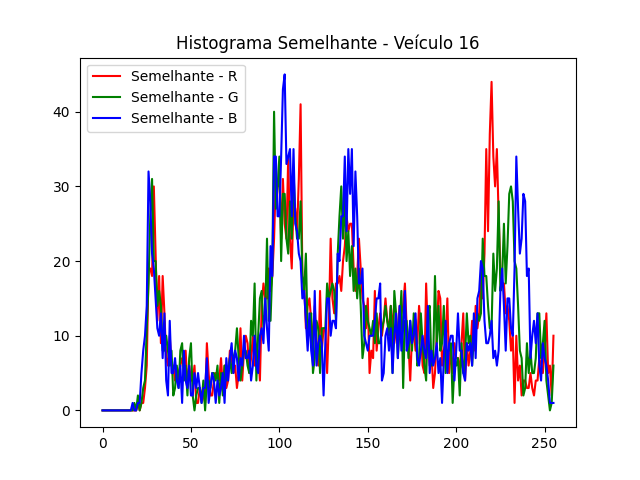 Histograma Semelhante - Veículo 16
Semelhante - R
Semelhante - G
Semelhante - B
40
30
20
10
0
0 50 100 150 200 250